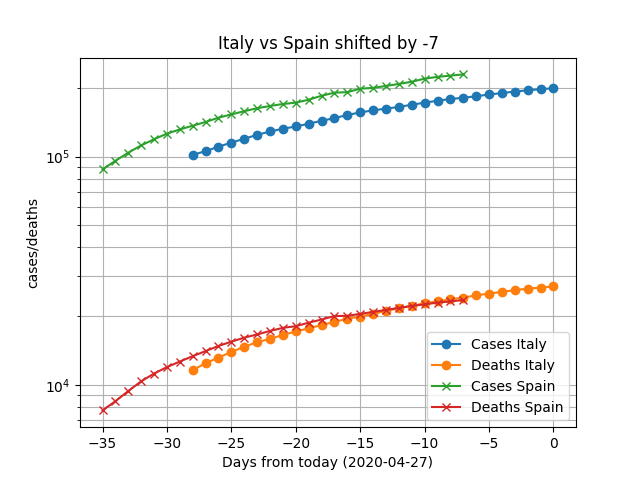 Italy vs Spain shifted by -7
cases/deaths
10^5
10^4
−35 −30 −25 −20 −15 −10 −5 0
Days from today (2020-04-27)
Cases Italy
Deaths Italy
Cases Spain
Deaths Spain